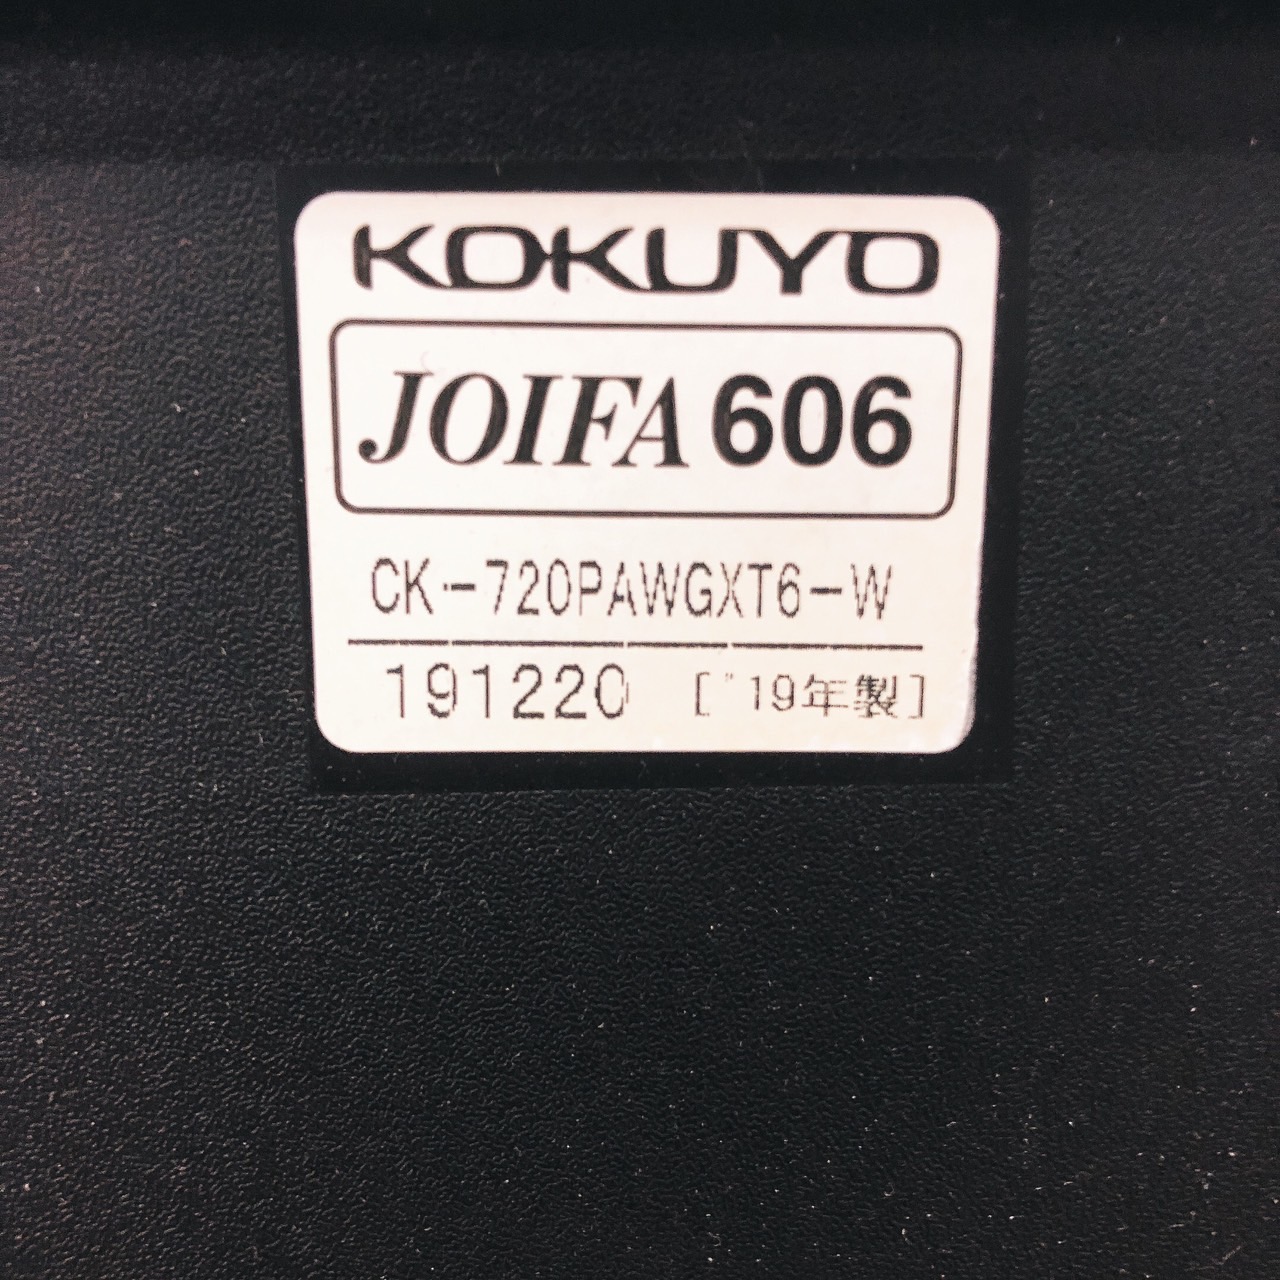 KOKUYO
JOIFA 606
CK-720PAWGXT6-W
191220 ["19年製]